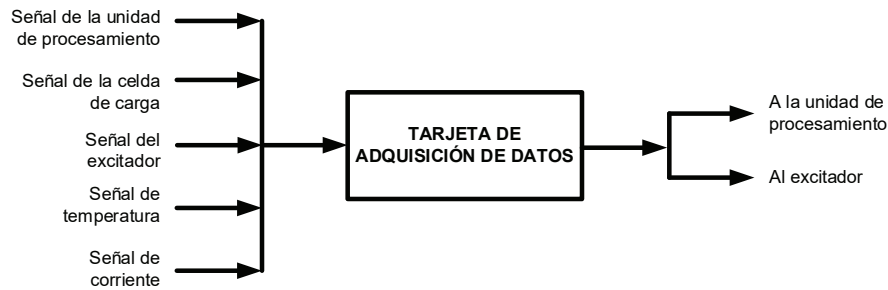 Señal de la unidad
de procesamiento
Señal de la celda
de carga
Señal del
excitador
Señal de
temperatura
Señal de
corriente
TARJETA DE
ADQUISICIÓN DE DATOS
A la unidad de
procesamiento
Al excitador